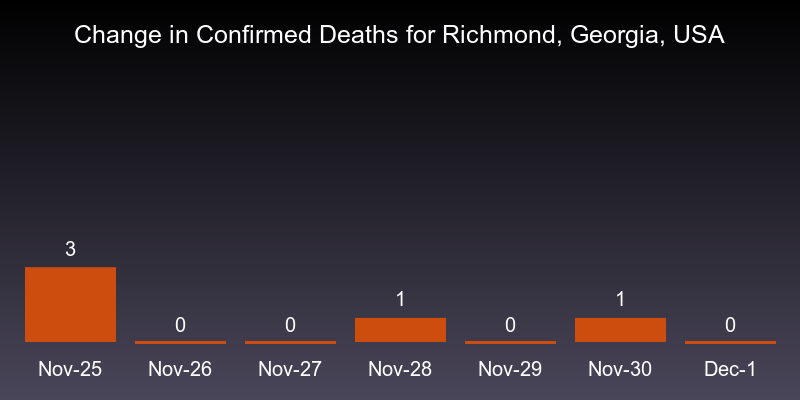 Change in Confirmed Deaths for Richmond, Georgia, USA
3
0
0
1
0
1
0
Nov-25
Nov-26
Nov-27
Nov-28
Nov-29
Nov-30
Dec-1